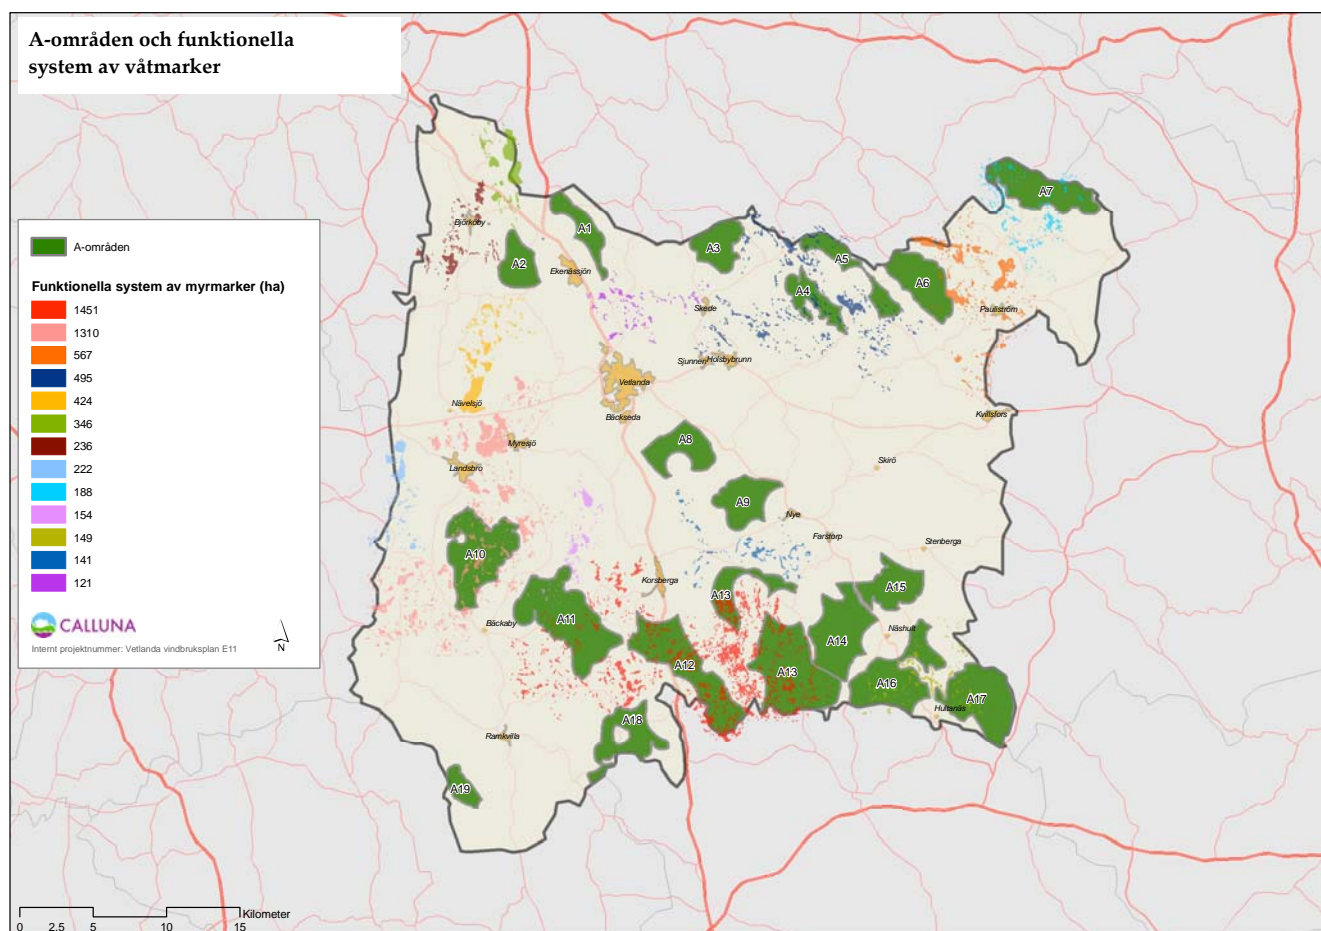 A-områden och funktionella
system av våtmarker
A-områden
Funktionella system av myrmarker (ha)
1451
1310
567
495
424
346
236
222
188
154
149
141
121
CALLUNA
Internt projektnummer: Vetlanda vindbruksplan E11
N
0 2,5 5 10 15 Kilometer
A7
Björköby
A1
A2
A3
A5
Ekenässjön
A4
A6
Skede
Pauliström
Sjunnen
Holsbybrunn
Vetlanda
Nävelsjö
Bäckseda
Kvillsfors
Myresjö
A8
Landsbro
Skirö
A9
Nye
Farstorp
Stenberga
A10
Korsberga
A13
A15
A11
Bäckaby
A14
Näshult
A12
A13
A16
A17
Hultanäs
A18
Ramkvilla
A19